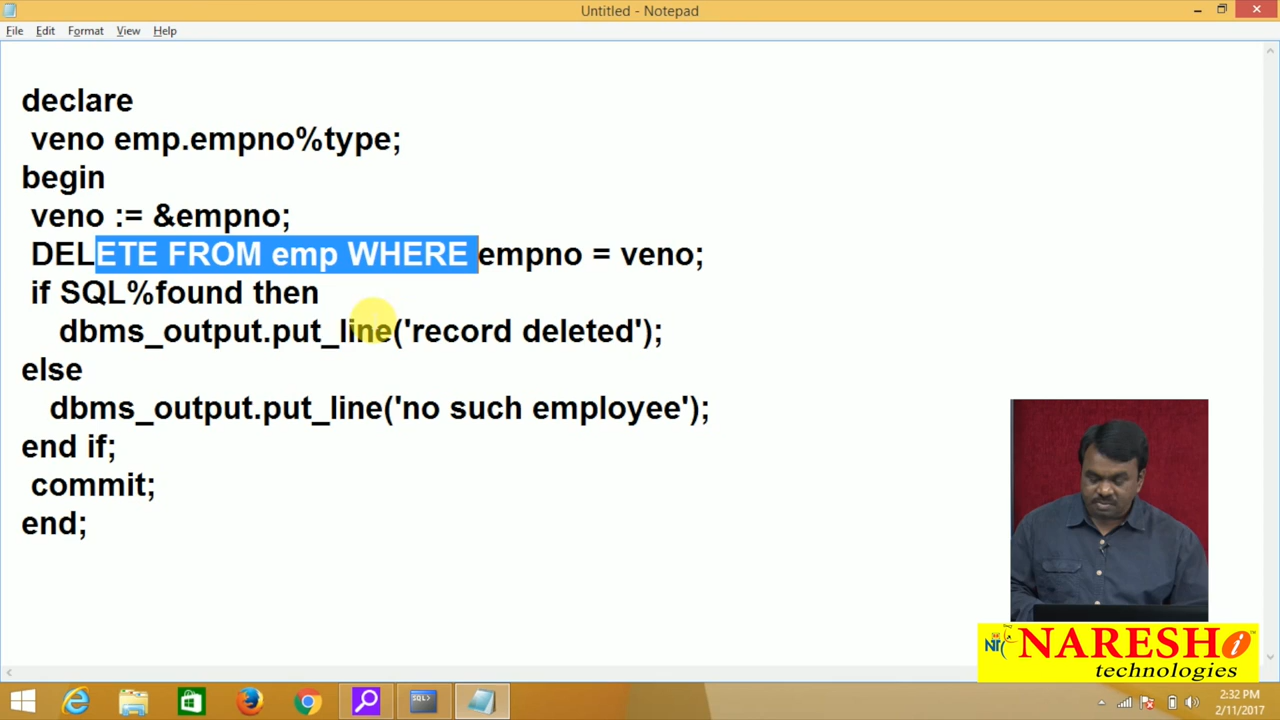 Untitled - Notepad
File Edit Format View Help
declare
veno emp.empno%type;
begin
veno := &empno;
DELETE FROM emp WHERE empno = veno;
if SQL%found then
dbms_output.put_line('record deleted');
else
dbms_output.put_line('no such employee');
end if;
commit;
end;
NARESH i
technologies
SQL>
2:32 PM
2/11/2017